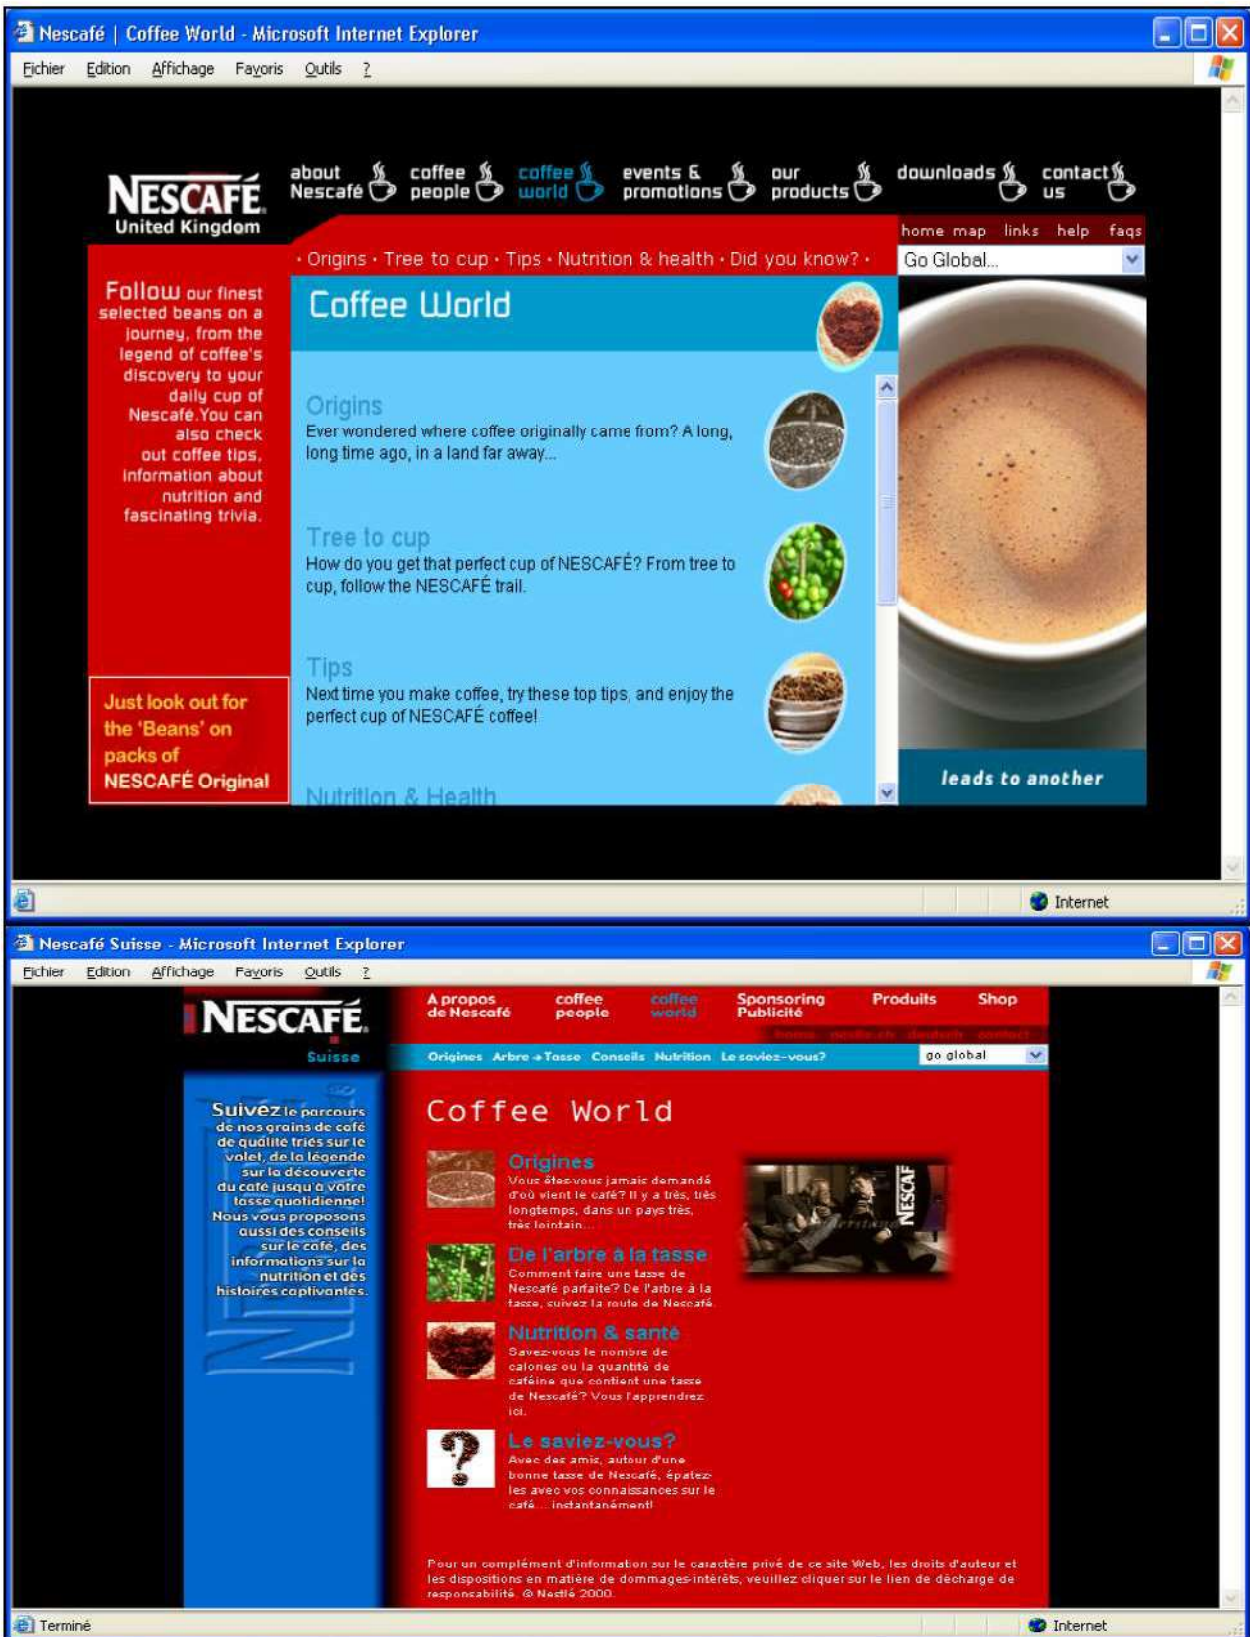 Nescafé | Coffee World - Microsoft Internet Explorer
Fichier Edition Affichage Favoris Outils ?
about Nescafé
coffee people
coffee world
events & promotions
our products
downloads
contact us
NESCAFÉ.
United Kingdom
home map links help faqs
· Origins · Tree to cup · Tips · Nutrition & health · Did you know? ·
Go Global...
Follow our finest
selected beans on a
journey, from the
legend of coffee's
discovery to your
daily cup of
Nescafé.You can
also check
out coffee tips,
information about
nutrition and
fascinating trivia.
Just look out for
the 'Beans' on
packs of
NESCAFÉ Original
Coffee World
Origins
Ever wondered where coffee originally came from? A long,
long time ago, in a land far away...
Tree to cup
How do you get that perfect cup of NESCAFÉ? From tree to
cup, follow the NESCAFÉ trail.
Tips
Next time you make coffee, try these top tips, and enjoy the
perfect cup of NESCAFÉ coffee!
Nutrition & Health
leads to another
Internet
Nescafé Suisse - Microsoft Internet Explorer
Fichier Edition Affichage Favoris Outils ?
NESCAFÉ.
Suisse
A propos de Nescafé
coffee people
coffee world
Sponsoring Publicité
Produits
Shop
home nestle.ch deutsch contact
Origines Arbre → Tasse Conseils Nutrition Le saviez-vous?
go global
Suivez le parcours
de nos grains de café
de qualité triés sur le
volet, de la légende
sur la découverte
du café jusqu'à votre
tasse quotidienne!
Nous vous proposons
aussi des conseils
sur le café, des
informations sur la
nutrition et des
histoires captivantes.
Coffee World
Origines
Vous êtes-vous jamais demandé
d'où vient le café? Il y a très, très
longtemps, dans un pays très,
très lointain...
De l'arbre à la tasse
Comment faire une tasse de
Nescafé parfaite? De l'arbre à la
tasse, suivez la route de Nescafé.
Nutrition & santé
Savez-vous le nombre de
calories ou la quantité de
caféine que contient une tasse
de Nescafé? Vous l'apprendrez
ici.
Le saviez-vous?
Avec des amis, autour d'une
bonne tasse de Nescafé, épatez-
les avec vos connaissances sur le
café... instantanément!
NESCAF
Pour un complément d'information sur le caractère privé de ce site Web, les droits d'auteur et
les dispositions en matière de dommages-intérêts, veuillez cliquer sur le lien de décharge de
responsabilité. © Nestlé 2000.
Terminé
Internet